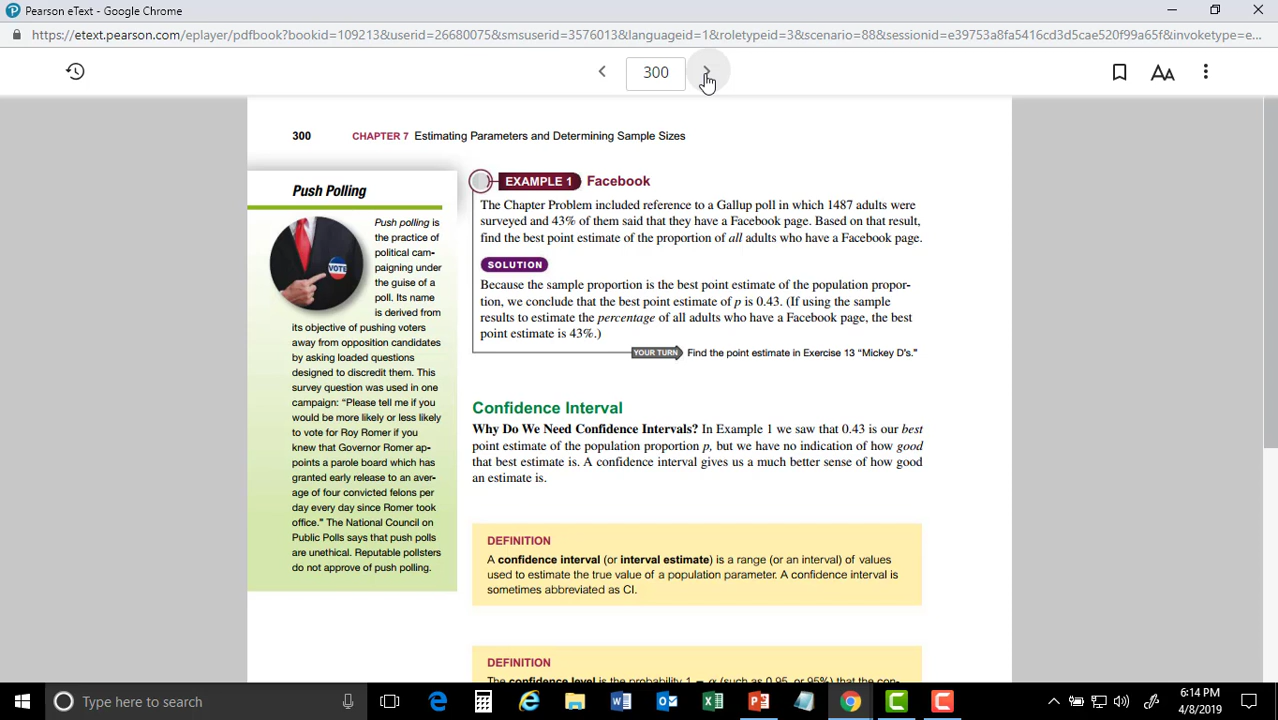 Pearson eText - Google Chrome
https://etext.pearson.com/eplayer/pdfbook?bookid=109213&userid=26680075&smsuserid=3576013&languageid=1&roletypeid=3&scenario=88&sessionid=e39753a8fa5416cd3d5cae520f99a65f&invoketype=e...
300
300 CHAPTER 7 Estimating Parameters and Determining Sample Sizes
Push Polling
VOTE
Push polling is
the practice of
political cam-
paigning under
the guise of a
poll. Its name
is derived from
its objective of pushing voters
away from opposition candidates
by asking loaded questions
designed to discredit them. This
survey question was used in one
campaign: “Please tell me if you
would be more likely or less likely
to vote for Roy Romer if you
knew that Governor Romer ap-
points a parole board which has
granted early release to an aver-
age of four convicted felons per
day every day since Romer took
office.” The National Council on
Public Polls says that push polls
are unethical. Reputable pollsters
do not approve of push polling.
EXAMPLE 1 Facebook
The Chapter Problem included reference to a Gallup poll in which 1487 adults were
surveyed and 43% of them said that they have a Facebook page. Based on that result,
find the best point estimate of the proportion of all adults who have a Facebook page.
SOLUTION
Because the sample proportion is the best point estimate of the population propor-
tion, we conclude that the best point estimate of p is 0.43. (If using the sample
results to estimate the percentage of all adults who have a Facebook page, the best
point estimate is 43%.)
YOUR TURN Find the point estimate in Exercise 13 “Mickey D’s.”
Confidence Interval
Why Do We Need Confidence Intervals? In Example 1 we saw that 0.43 is our best
point estimate of the population proportion p, but we have no indication of how good
that best estimate is. A confidence interval gives us a much better sense of how good
an estimate is.
DEFINITION
A confidence interval (or interval estimate) is a range (or an interval) of values
used to estimate the true value of a population parameter. A confidence interval is
sometimes abbreviated as CI.
DEFINITION
The confidence level is the probability 1 − α (such as 0.95, or 95%) that the con-
Type here to search
6:14 PM
4/8/2019